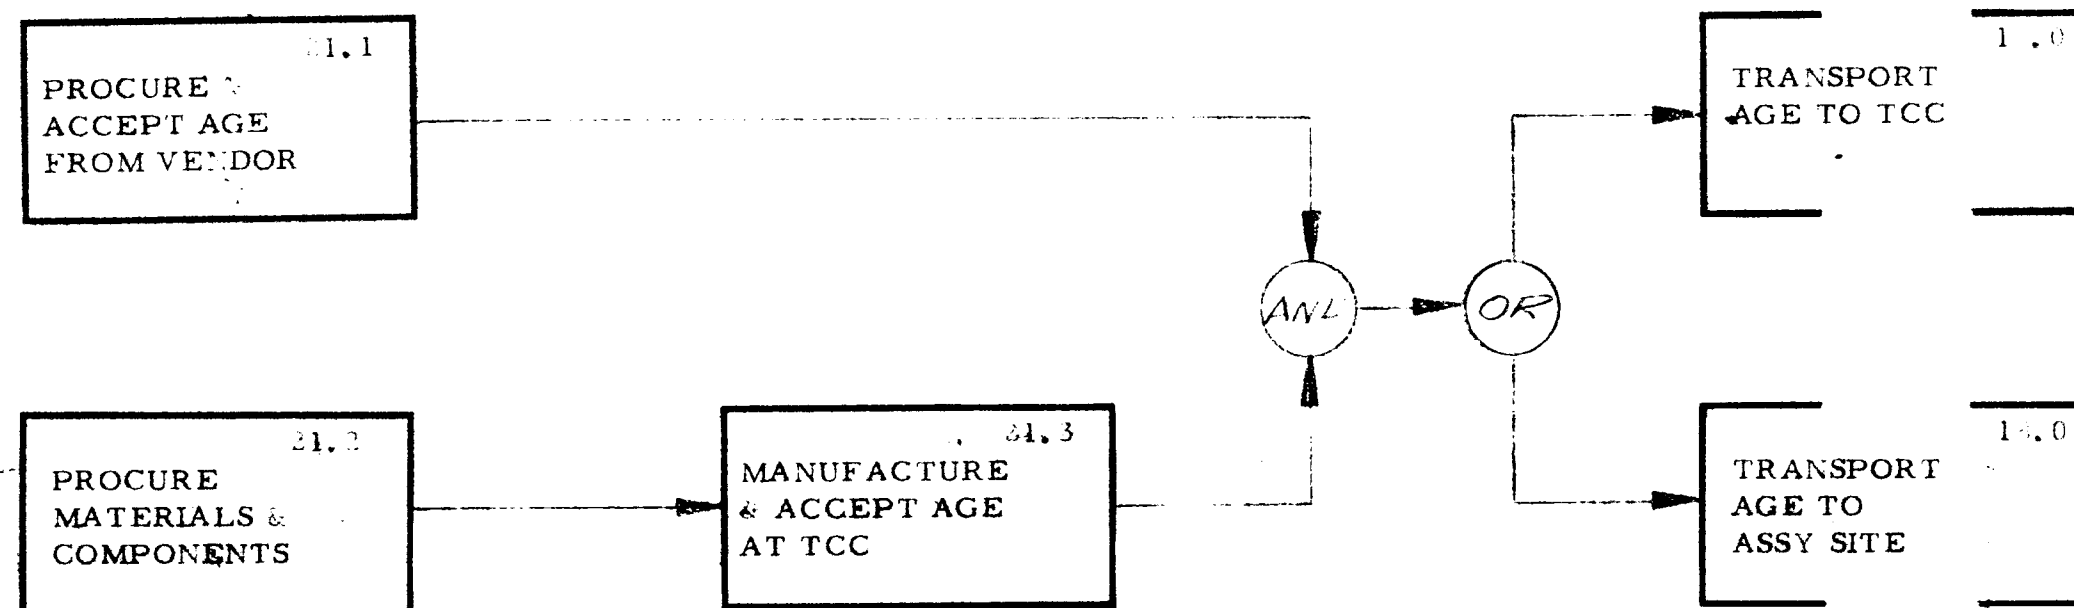 PROCURE
ACCEPT AGE
FROM VENDOR
TRANSPORT
AGE TO TCC
OR
PROCURE
MATERIALS &
COMPONENTS
MANUFACTURE
& ACCEPT AGE
AT TCC
TRANSPORT
AGE TO
ASSY SITE